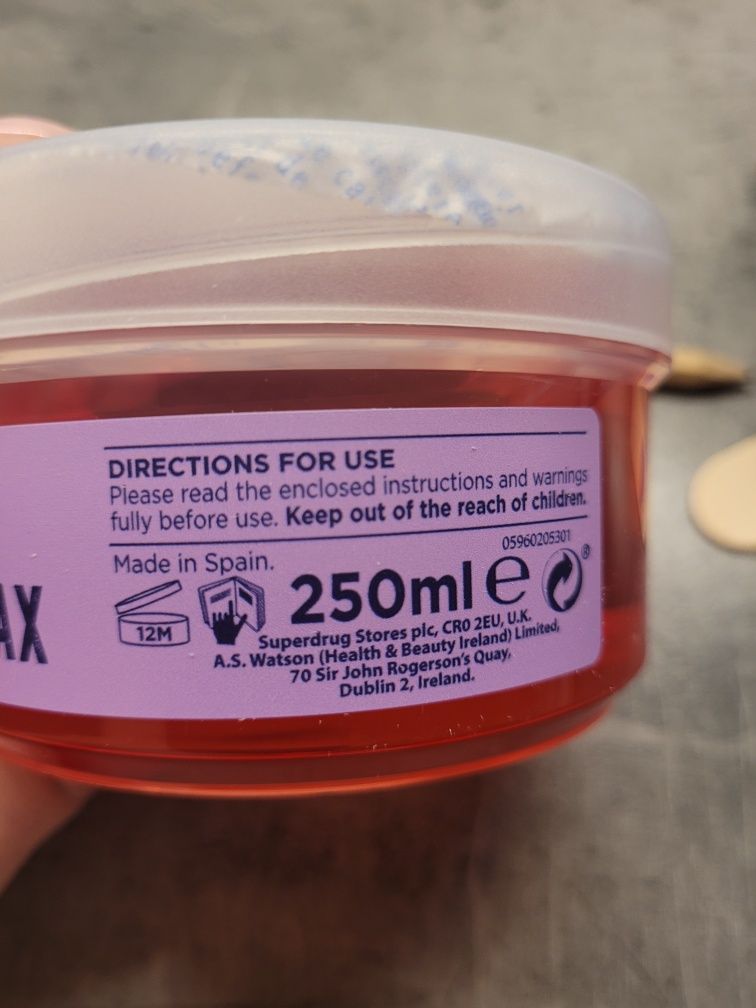 DIRECTIONS FOR USE
Please read the enclosed instructions and warnings
fully before use. Keep out of the reach of children.
05960205301
Made in Spain.
12M
250ml e
®
AX
Superdrug Stores plc, CR0 2EU, U.K.
A.S. Watson (Health & Beauty Ireland) Limited,
70 Sir John Rogerson's Quay,
Dublin 2, Ireland.